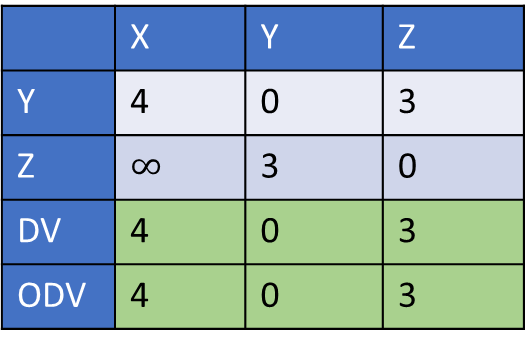 X Y Z
Y 4 0 3
Z ∞ 3 0
DV 4 0 3
ODV 4 0 3